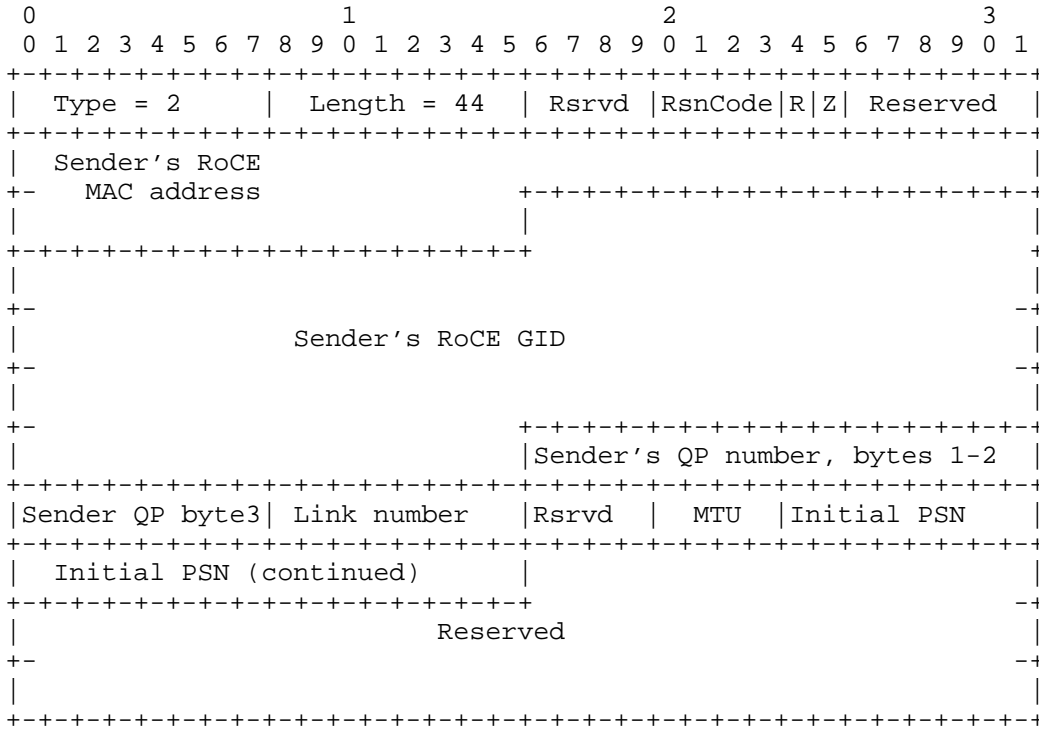 0                   1                   2                   3
0 1 2 3 4 5 6 7 8 9 0 1 2 3 4 5 6 7 8 9 0 1 2 3 4 5 6 7 8 9 0 1
+-+-+-+-+-+-+-+-+-+-+-+-+-+-+-+-+-+-+-+-+-+-+-+-+-+-+-+-+-+-+-+-+
|  Type = 2     |  Length = 44  | Rsrvd |RsnCode|R|Z| Reserved  |
+-+-+-+-+-+-+-+-+-+-+-+-+-+-+-+-+-+-+-+-+-+-+-+-+-+-+-+-+-+-+-+-+
|  Sender's RoCE                                                |
+-   MAC address                +-+-+-+-+-+-+-+-+-+-+-+-+-+-+-+-+
|                               |                               |
+-+-+-+-+-+-+-+-+-+-+-+-+-+-+-+-+                               +
|                                                               |
+-                                                             -+
|                 Sender's RoCE GID                             |
+-                                                             -+
|                                                               |
+-                              +-+-+-+-+-+-+-+-+-+-+-+-+-+-+-+-+
|                               |Sender's QP number, bytes 1-2  |
+-+-+-+-+-+-+-+-+-+-+-+-+-+-+-+-+-+-+-+-+-+-+-+-+-+-+-+-+-+-+-+-+
|Sender QP byte3| Link number   |Rsrvd  |  MTU  |Initial PSN    |
+-+-+-+-+-+-+-+-+-+-+-+-+-+-+-+-+-+-+-+-+-+-+-+-+-+-+-+-+-+-+-+-+
|  Initial PSN (continued)      |                               |
+-+-+-+-+-+-+-+-+-+-+-+-+-+-+-+-+                              -+
|                          Reserved                             |
+-                                                             -+
|                                                               |
+-+-+-+-+-+-+-+-+-+-+-+-+-+-+-+-+-+-+-+-+-+-+-+-+-+-+-+-+-+-+-+-+